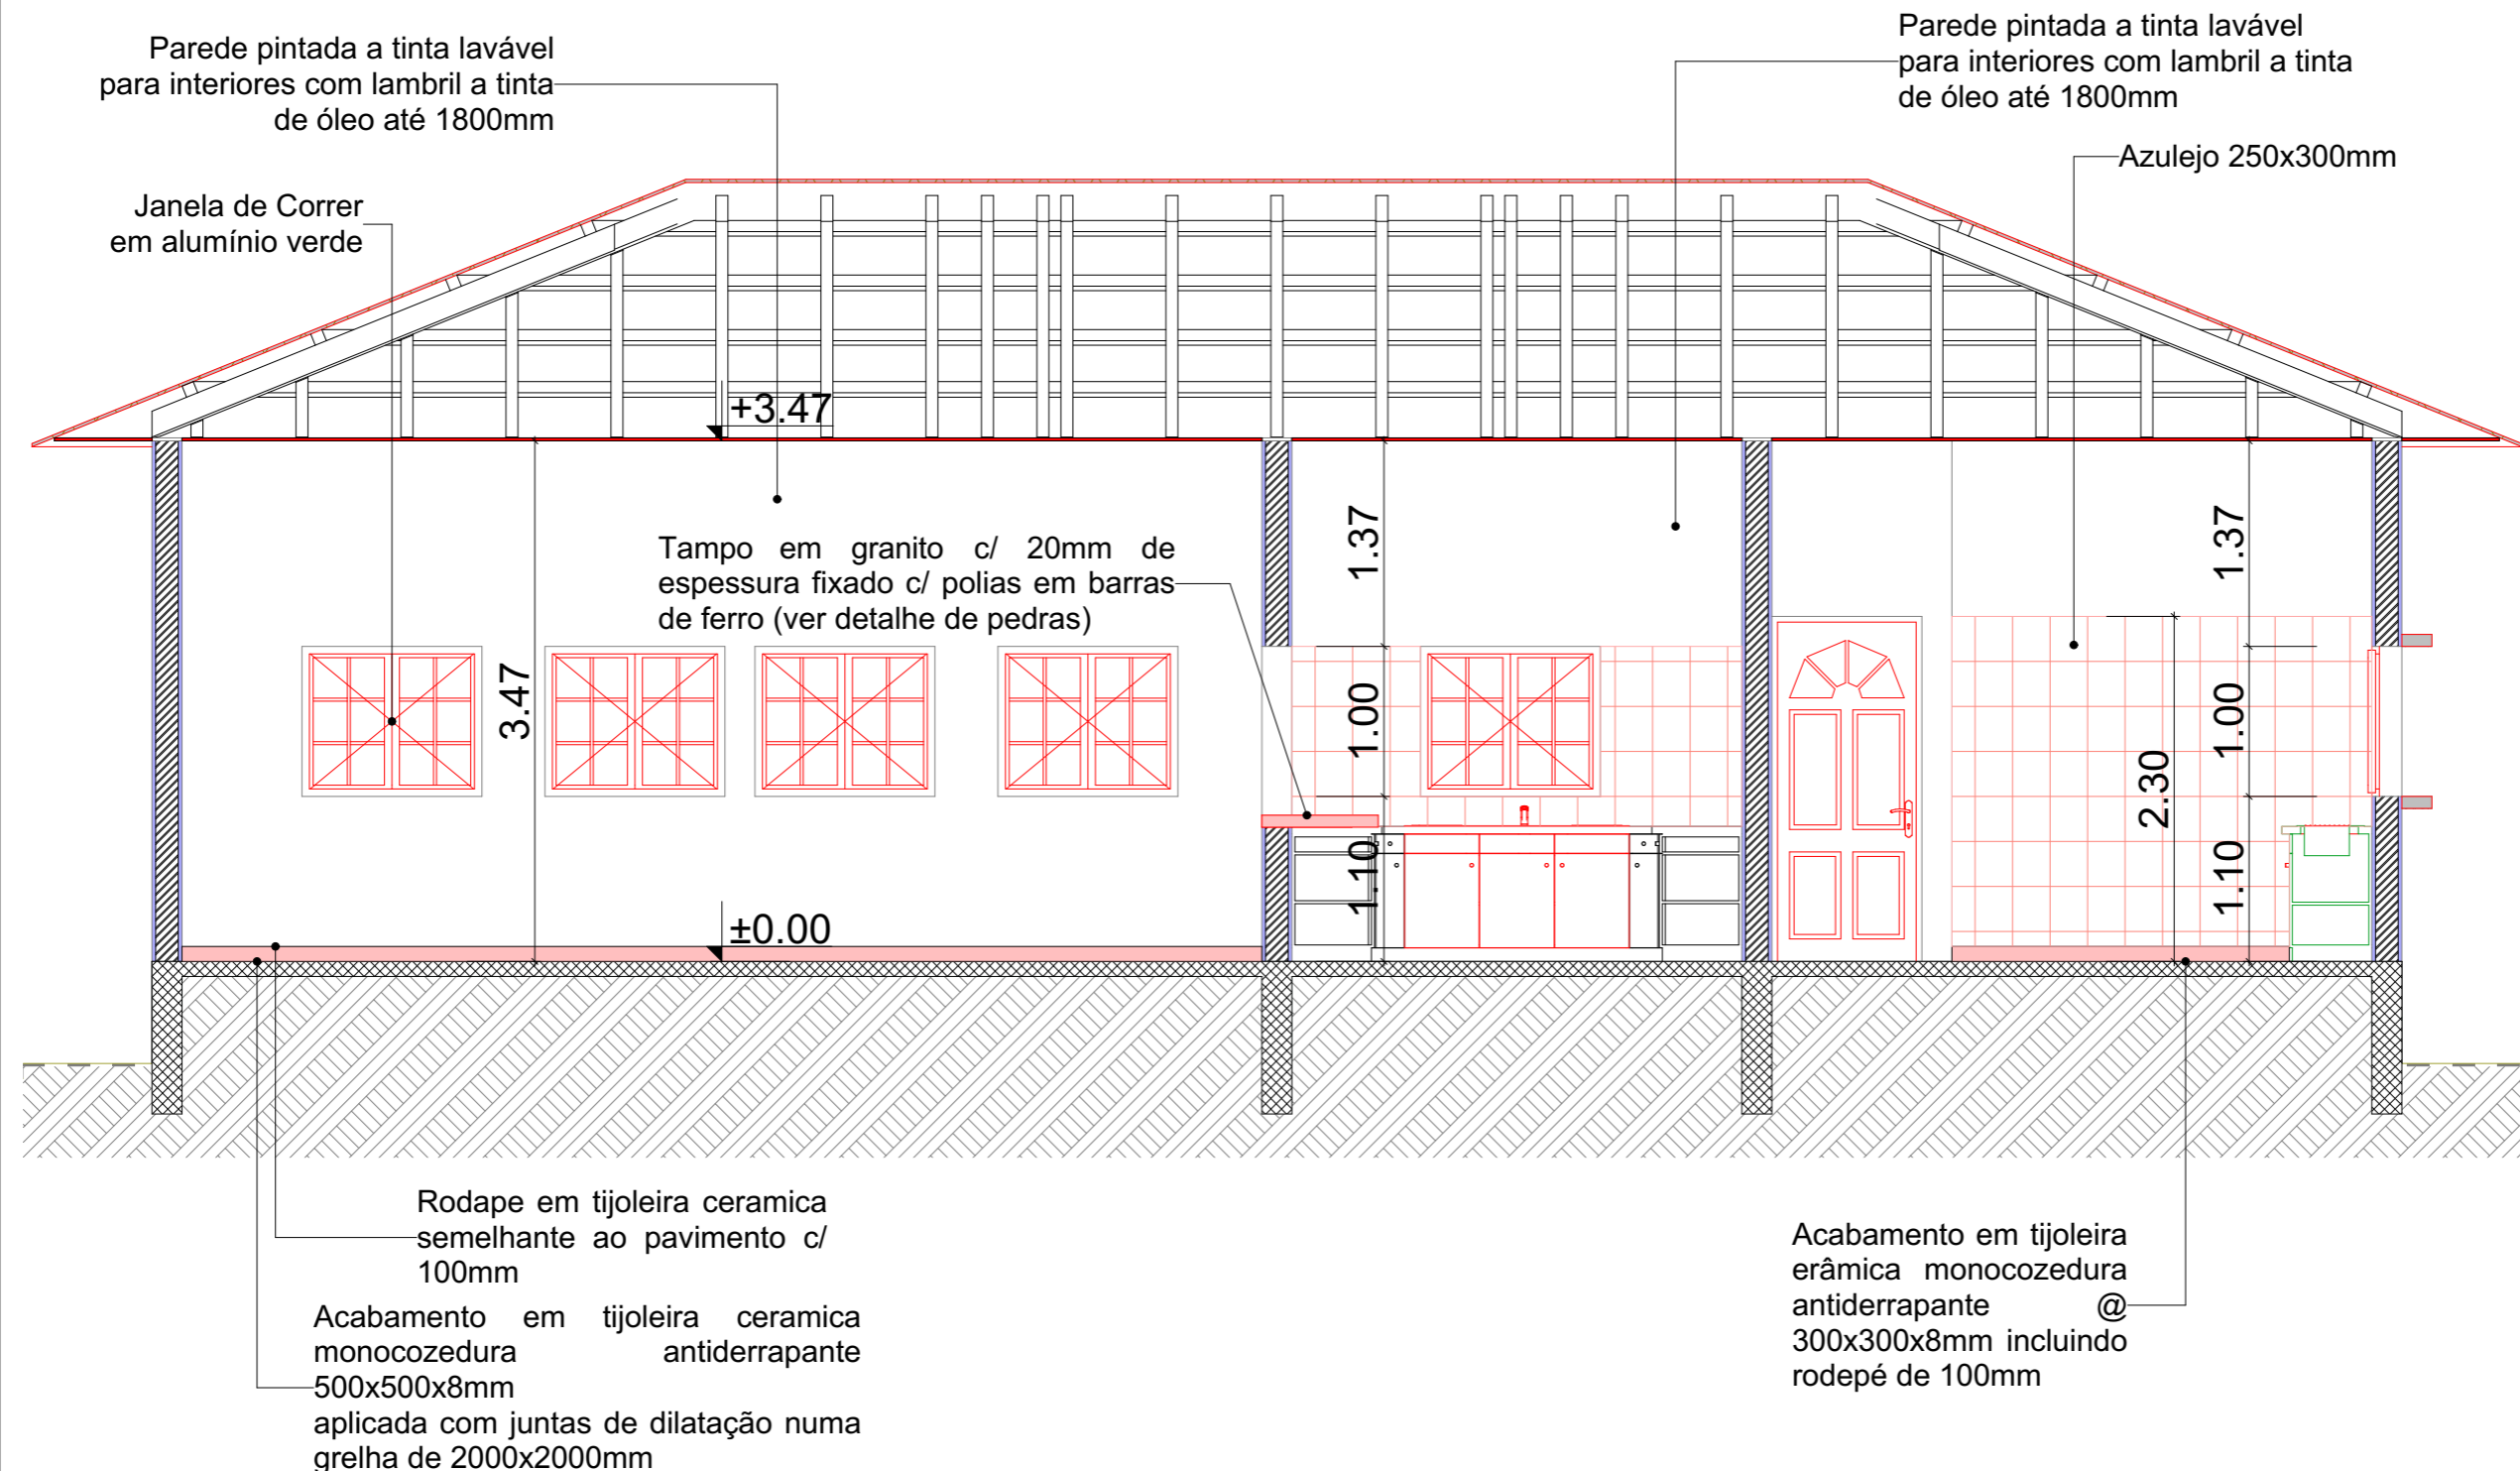 Parede pintada a tinta lavável
para interiores com lambril a tinta
de óleo até 1800mm
Parede pintada a tinta lavável
para interiores com lambril a tinta
de óleo até 1800mm
Azulejo 250x300mm
Janela de Correr
em alumínio verde
+3.47
Tampo em granito c/ 20mm de
espessura fixado c/ polias em barras
de ferro (ver detalhe de pedras)
3.47
1.37
1.00
1.10
2.30
1.37
1.00
1.10
±0.00
Rodape em tijoleira ceramica
semelhante ao pavimento c/
100mm
Acabamento em tijoleira ceramica
monocozedura antiderrapante
500x500x8mm
aplicada com juntas de dilatação numa
grelha de 2000x2000mm
Acabamento em tijoleira
erâmica monocozedura
antiderrapante @
300x300x8mm incluindo
rodepé de 100mm